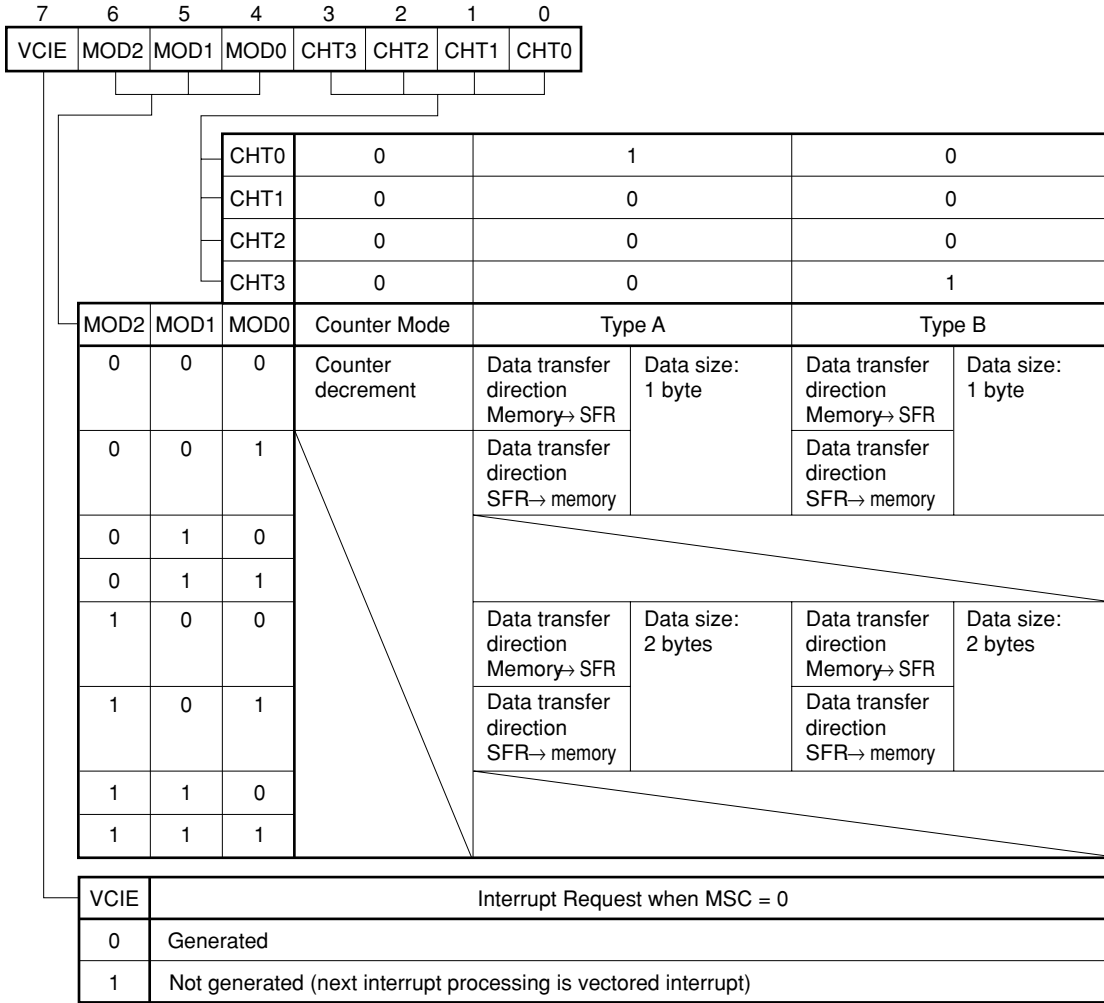 7 6 5 4 3 2 1 0
VCIE MOD2 MOD1 MOD0 CHT3 CHT2 CHT1 CHT0
CHT0 0 1 0
CHT1 0 0 0
CHT2 0 0 0
CHT3 0 0 1
MOD2 MOD1 MOD0 Counter Mode Type A Type B
0 0 0 Counter Data transfer Data size: Data transfer Data size:
decrement direction 1 byte direction 1 byte
Memory→ SFR Memory→ SFR
0 0 1 Data transfer Data transfer
direction direction
SFR→ memory SFR→ memory
0 1 0
0 1 1
1 0 0 Data transfer Data size: Data transfer Data size:
direction 2 bytes direction 2 bytes
Memory→ SFR Memory→ SFR
1 0 1 Data transfer Data transfer
direction direction
SFR→ memory SFR→ memory
1 1 0
1 1 1
VCIE Interrupt Request when MSC = 0
0 Generated
1 Not generated (next interrupt processing is vectored interrupt)